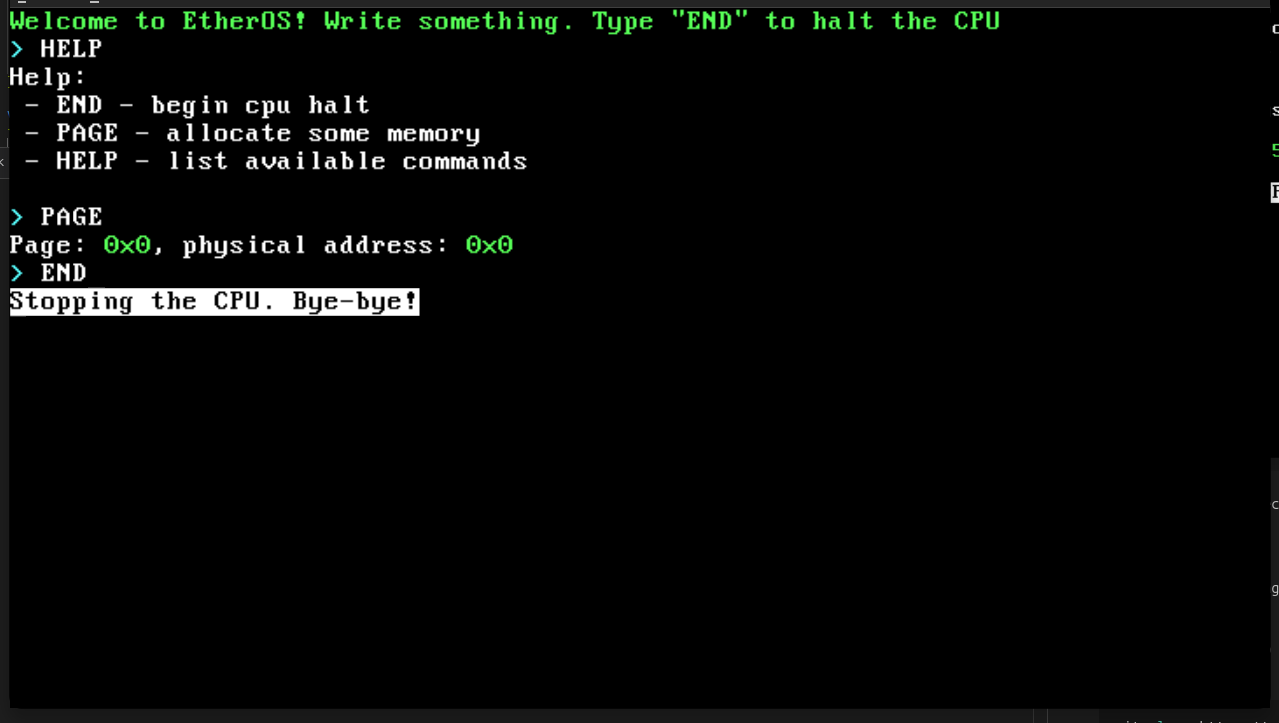 Welcome to EtherOS! Write something. Type "END" to halt the CPU
> HELP
Help:
- END - begin cpu halt
- PAGE - allocate some memory
- HELP - list available commands
> PAGE
Page: 0x0, physical address: 0x0
> END
Stopping the CPU. Bye-bye!